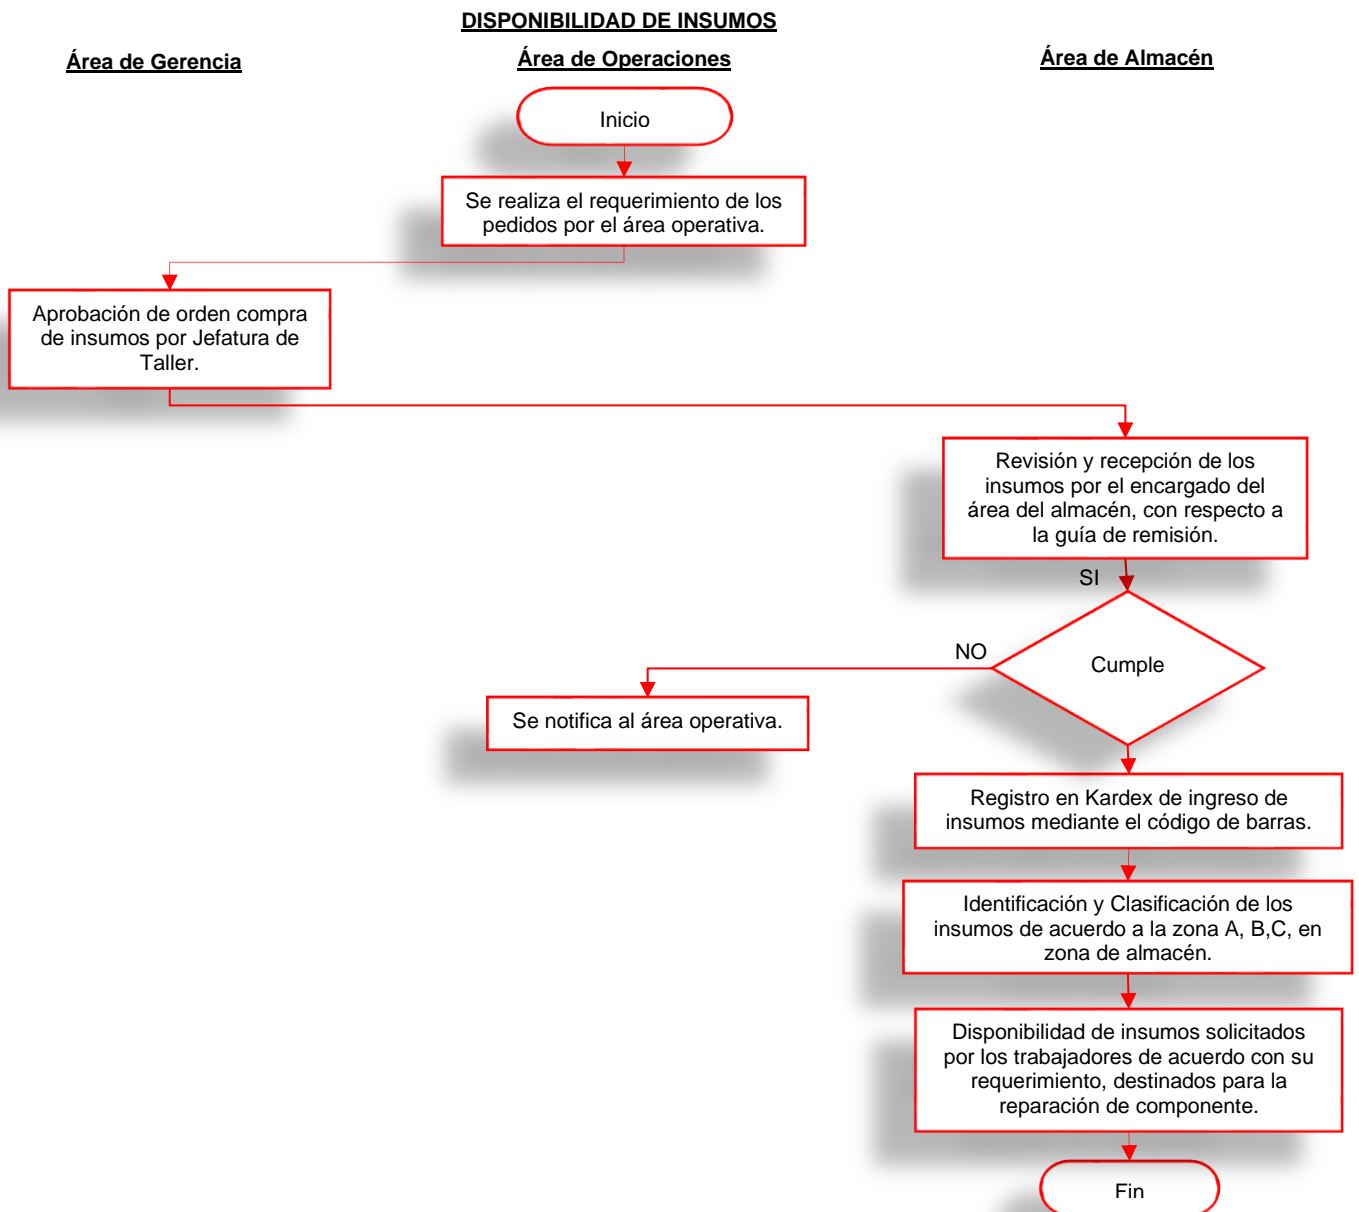 DISPONIBILIDAD DE INSUMOS
Área de Gerencia
Área de Operaciones
Área de Almacén
Inicio
Se realiza el requerimiento de los
pedidos por el área operativa.
Aprobación de orden compra
de insumos por Jefatura de
Taller.
Revisión y recepción de los
insumos por el encargado del
área del almacén, con respecto a
la guía de remisión.
SI
NO
Cumple
Se notifica al área operativa.
Registro en Kardex de ingreso de
insumos mediante el código de barras.
Identificación y Clasificación de los
insumos de acuerdo a la zona A, B,C, en
zona de almacén.
Disponibilidad de insumos solicitados
por los trabajadores de acuerdo con su
requerimiento, destinados para la
reparación de componente.
Fin